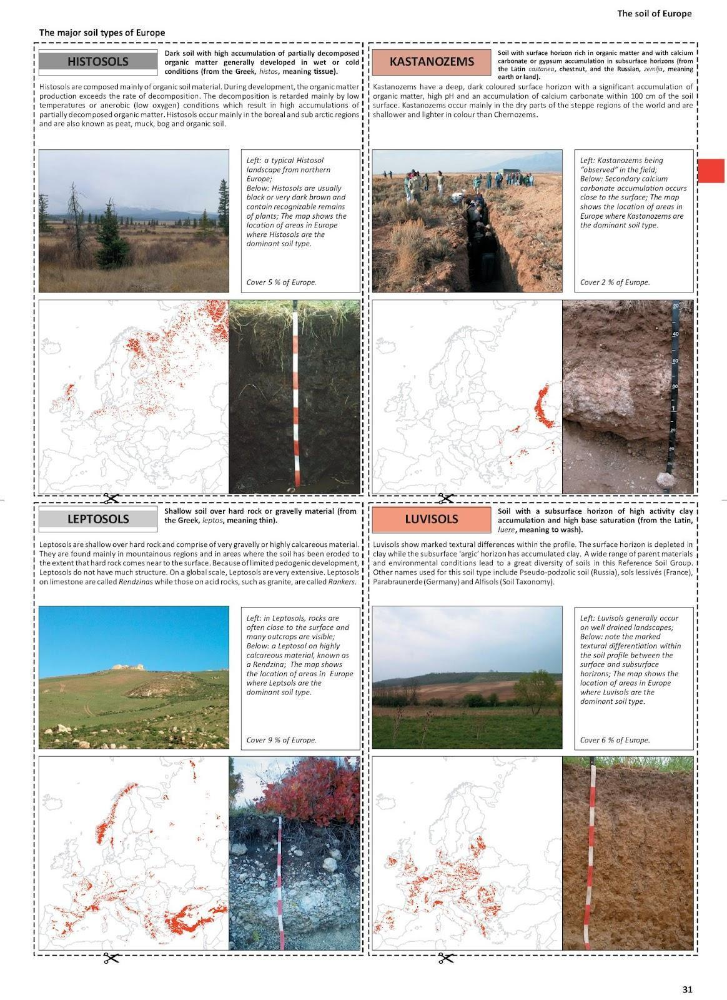 The soil of Europe
The major soil types of Europe
HISTOSOLS
Dark soil with high accumulation of partially decomposed
organic matter generally developed in wet or cold
conditions (from the Greek, histos, meaning tissue).
Histosols are composed mainly of organic soil material. During development, the organic matter
production exceeds the rate of decomposition. The decomposition is retarded mainly by low
temperatures or anerobic (low oxygen) conditions which result in high accumulations of
partially decomposed organic matter. Histosols occur mainly in the boreal and sub arctic regions
and are also known as peat, muck, bog and organic soil.
Left: a typical Histosol
landscape from northern
Europe;
Below: Histosols are usually
black or very dark brown and
contain recognizable remains
of plants; The map shows the
location of areas in Europe
where Histosols are the
dominant soil type.
Cover 5 % of Europe.
KASTANOZEMS
Soil with surface horizon rich in organic matter and with calcium
carbonate or gypsum accumulation in subsurface horizons (from
the Latin castanea, chestnut, and the Russian, zemlja, meaning
earth or land).
Kastanozems have a deep, dark coloured surface horizon with a significant accumulation of
organic matter, high pH and an accumulation of calcium carbonate within 100 cm of the soil
surface. Kastanozems occur mainly in the dry parts of the steppe regions of the world and are
shallower and lighter in colour than Chernozems.
Left: Kastanozems being
"observed" in the field;
Below: Secondary calcium
carbonate accumulation occurs
close to the surface; The map
shows the location of areas in
Europe where Kastanozems are
the dominant soil type.
Cover 2 % of Europe.
20
40
60
80
1
20
40
LEPTOSOLS
Shallow soil over hard rock or gravelly material (from
the Greek, leptos, meaning thin).
Leptosols are shallow over hard rock and comprise of very gravelly or highly calcareous material.
They are found mainly in mountainous regions and in areas where the soil has been eroded to
the extent that hard rock comes near to the surface. Because of limited pedogenic development,
Leptosols do not have much structure. On a global scale, Leptosols are very extensive. Leptosols
on limestone are called Rendzinas while those on acid rocks, such as granite, are called Rankers.
Left: in Leptosols, rocks are
often close to the surface and
many outcrops are visible;
Below: a Leptosol on highly
calcareous material, known as
a Rendzina; The map shows
the location of areas in Europe
where Leptsols are the
dominant soil type.
Cover 9 % of Europe.
LUVISOLS
Soil with a subsurface horizon of high activity clay
accumulation and high base saturation (from the Latin,
luere, meaning to wash).
Luvisols show marked textural differences within the profile. The surface horizon is depleted in
clay while the subsurface ‘argic’ horizon has accumulated clay. A wide range of parent materials
and environmental conditions lead to a great diversity of soils in this Reference Soil Group.
Other names used for this soil type include Pseudo-podzolic soil (Russia), sols lessivés (France),
Parabraunerde (Germany) and Alfisols (Soil Taxonomy).
Left: Luvisols generally occur
on well drained landscapes;
Below: note the marked
textural differentiation within
the soil profile between the
surface and subsurface
horizons; The map shows the
location of areas in Europe
where Luvisols are the
dominant soil type.
Cover 6 % of Europe.
31